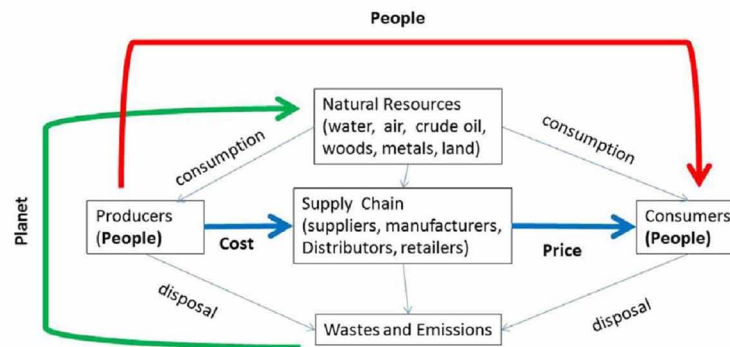 People
Natural Resources
(water, air, crude oil,
woods, metals, land)
consumption
consumption
Planet
Producers
(People)
Cost
Supply Chain
(suppliers, manufacturers,
Distributors, retailers)
Price
Consumers
(People)
disposal
disposal
Wastes and Emissions